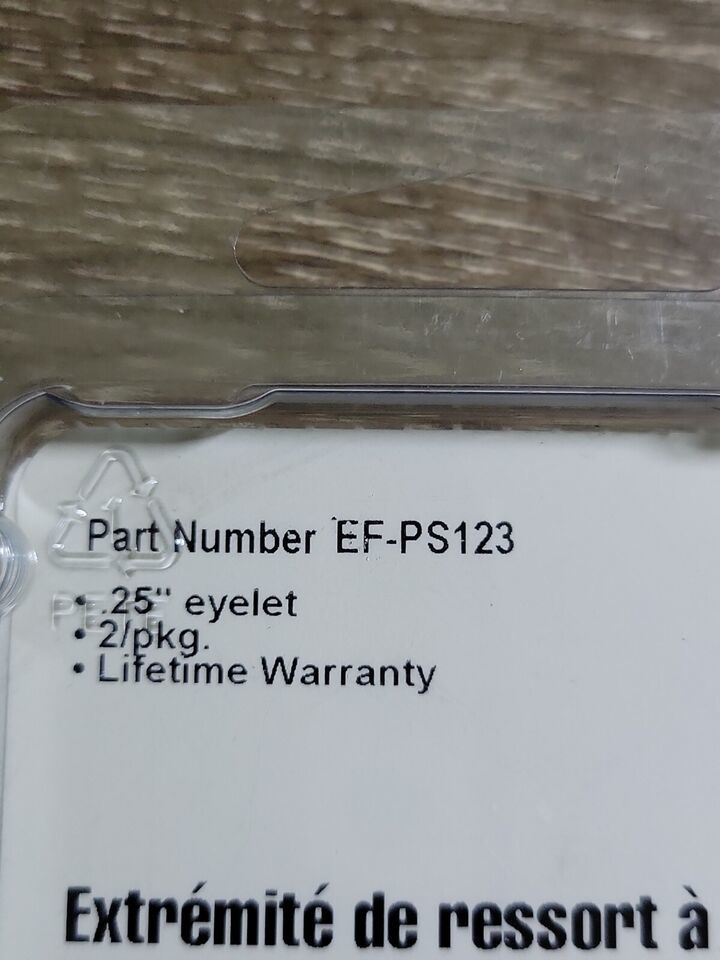 Part Number EF-PS123
• .25" eyelet
• 2/pkg.
• Lifetime Warranty
Extrémité de ressort à